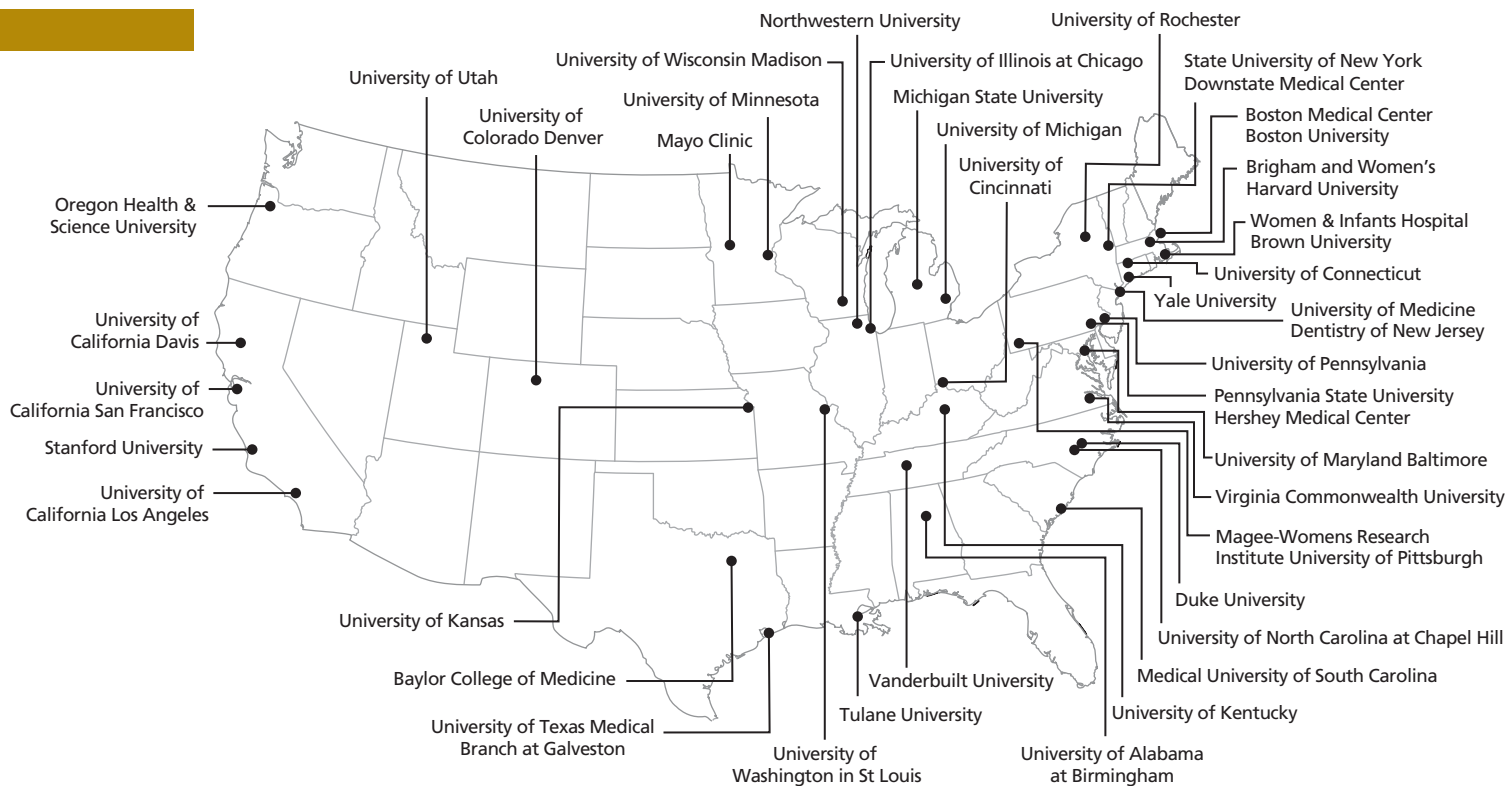 Northwestern University
University of Rochester
University of Wisconsin Madison
University of Illinois at Chicago
State University of New York
Downstate Medical Center
University of Utah
University of Minnesota
Michigan State University
University of
Colorado Denver
Mayo Clinic
University of Michigan
Boston Medical Center
Boston University
University of
Cincinnati
Brigham and Women's
Harvard University
Oregon Health &
Science University
Women & Infants Hospital
Brown University
University of Connecticut
Yale University
University of Medicine
Dentistry of New Jersey
University of
California Davis
University of Pennsylvania
University of
California San Francisco
Pennsylvania State University
Hershey Medical Center
Stanford University
University of Maryland Baltimore
University of
California Los Angeles
Virginia Commonwealth University
Magee-Womens Research
Institute University of Pittsburgh
Duke University
University of Kansas
University of North Carolina at Chapel Hill
Baylor College of Medicine
Vanderbuilt University
Medical University of South Carolina
Tulane University
University of Kentucky
University of Texas Medical
Branch at Galveston
University of
Washington in St Louis
University of Alabama
at Birmingham